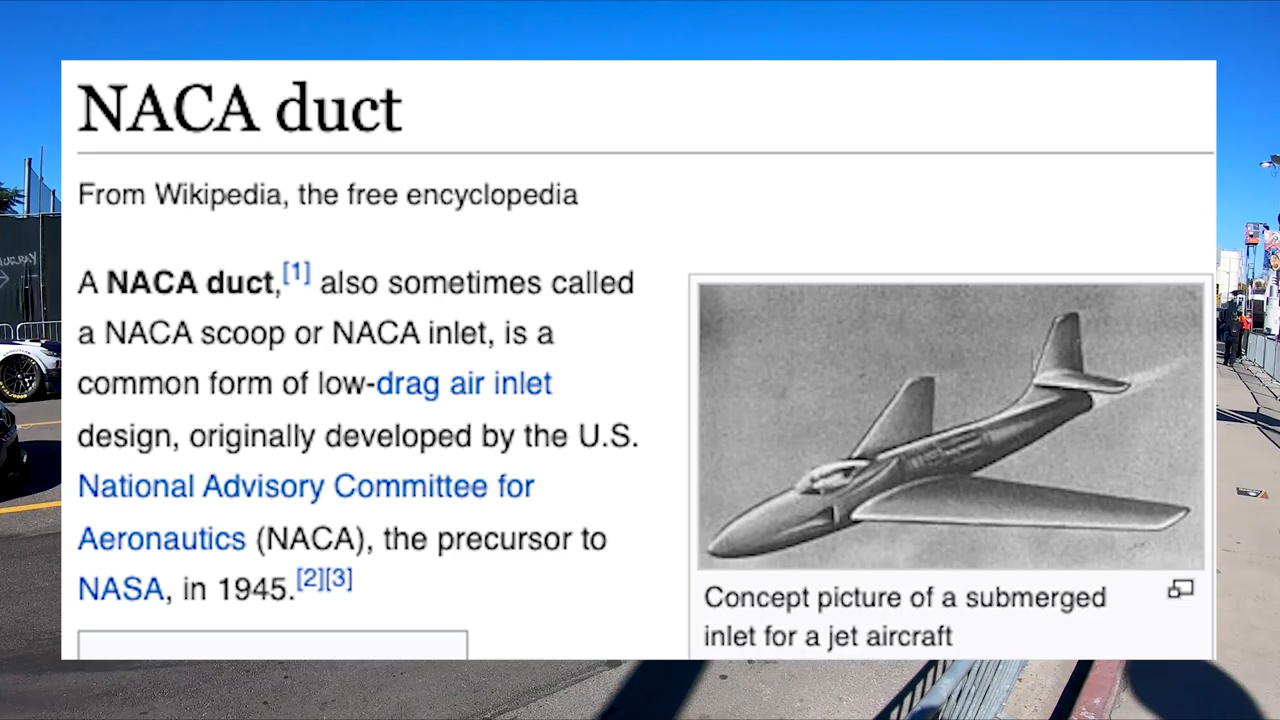 NACA duct
From Wikipedia, the free encyclopedia
A NACA duct,[1] also sometimes called
a NACA scoop or NACA inlet, is a
common form of low-drag air inlet
design, originally developed by the U.S.
National Advisory Committee for
Aeronautics (NACA), the precursor to
NASA, in 1945.[2][3]
Concept picture of a submerged
inlet for a jet aircraft